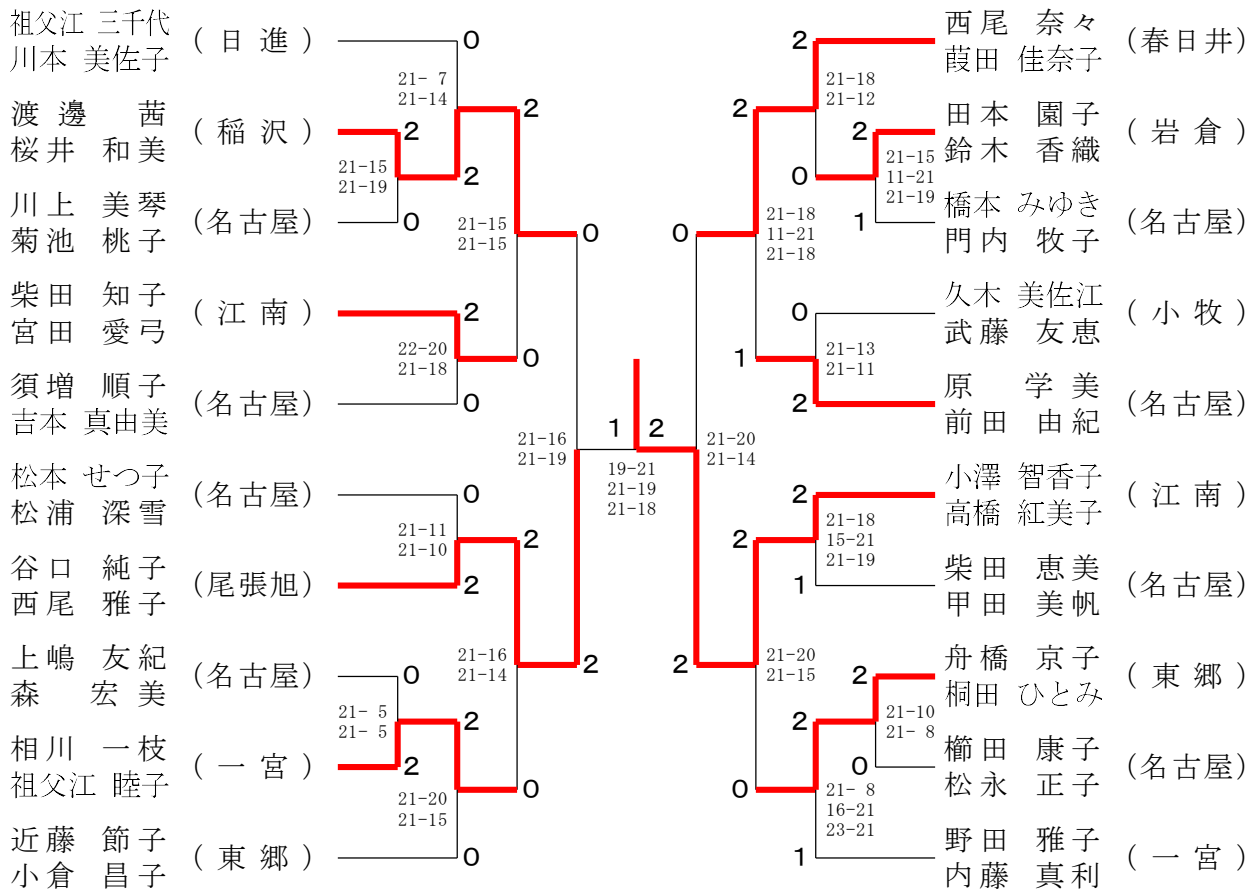 祖父江 三千代
川本 美佐子
(日進)
0
21- 7
21-14
2
渡邊 茜
桜井 和美
(稲沢)
2
21-15
21-19
2
川上 美琴
菊池 桃子
(名古屋)
0
21-15
21-15
0
柴田 知子
宮田 愛弓
(江南)
2
22-20
21-18
0
須増 順子
吉本 真由美
(名古屋)
0
21-16
21-19
松本 せつ子
松浦 深雪
(名古屋)
0
21-11
21-10
2
谷口 純子
西尾 雅子
(尾張旭)
2
上嶋 友紀
森 宏美
(名古屋)
0
21-16
21-14
2
21- 5
21- 5
2
相川 一枝
祖父江 睦子
(一宮)
2
21-20
21-15
0
近藤 節子
小倉 昌子
(東郷)
0
1 2
19-21
21-19
21-18
2
西尾 奈々
葭田 佳奈子
(春日井)
21-18
21-12
2
2
田本 園子
鈴木 香織
(岩倉)
0
21-15
11-21
21-19
1
橋本 みゆき
門内 牧子
(名古屋)
0
21-18
11-21
21-18
0
久木 美佐江
武藤 友恵
(小牧)
1
21-13
21-11
2
原 学美
前田 由紀
(名古屋)
21-20
21-14
2
小澤 智香子
高橋 紅美子
(江南)
2
21-18
15-21
21-19
1
柴田 恵美
甲田 美帆
(名古屋)
2
21-20
21-15
2
舟橋 京子
桐田 ひとみ
(東郷)
2
21-10
21- 8
0
櫛田 康子
松永 正子
(名古屋)
0
21- 8
16-21
23-21
1
野田 雅子
内藤 真利
(一宮)